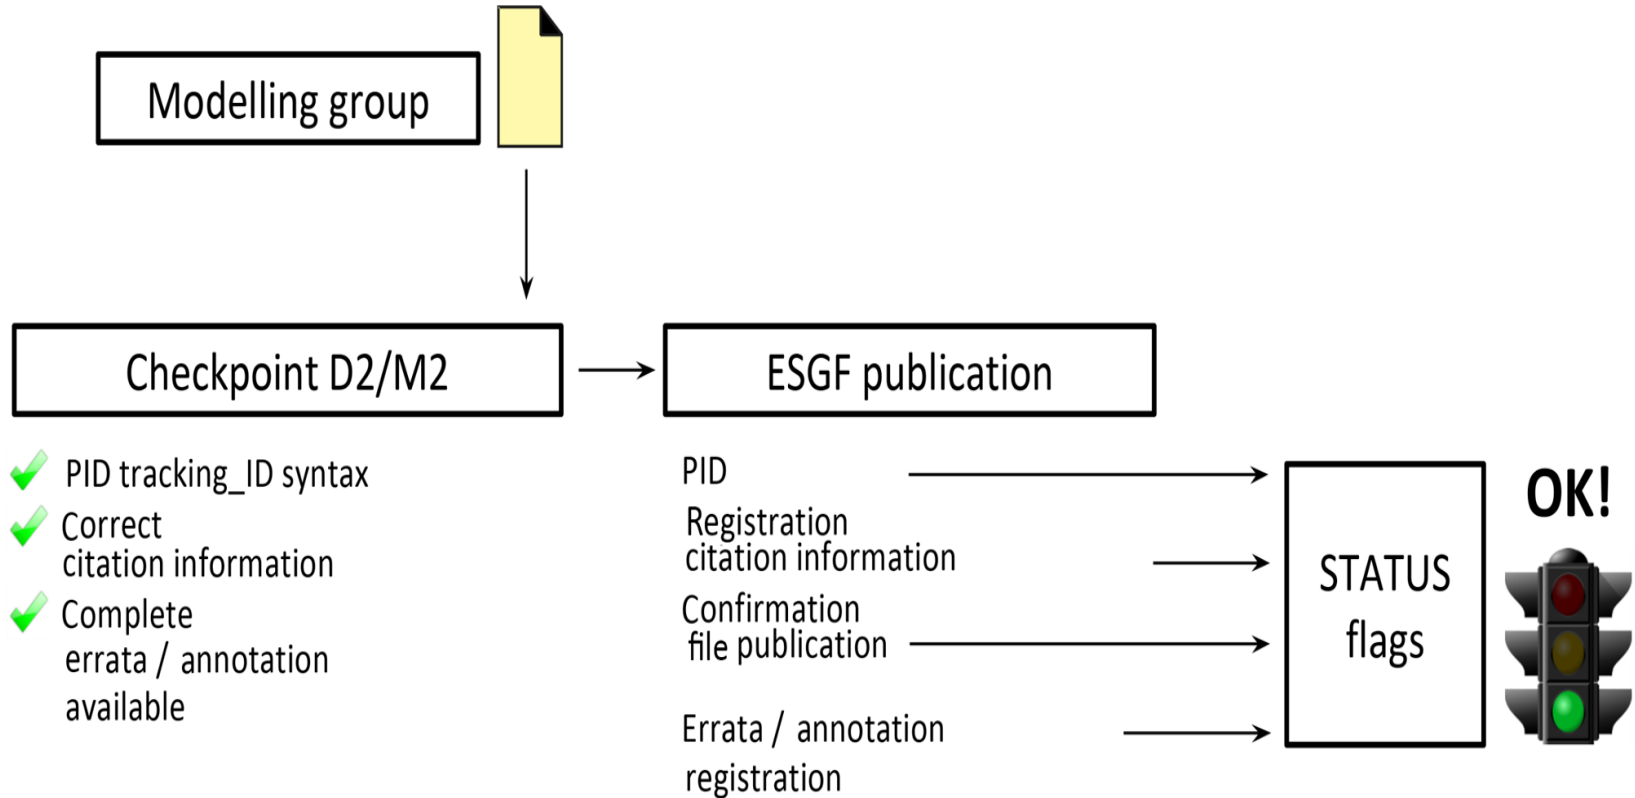 Modelling group
Checkpoint D2/M2
ESGF publication
PID tracking_ID syntax
Correct
citation information
Complete
errata / annotation
available
PID
Registration
citation information
Confirmation
file publication
Errata / annotation
registration
STATUS
flags
OK!